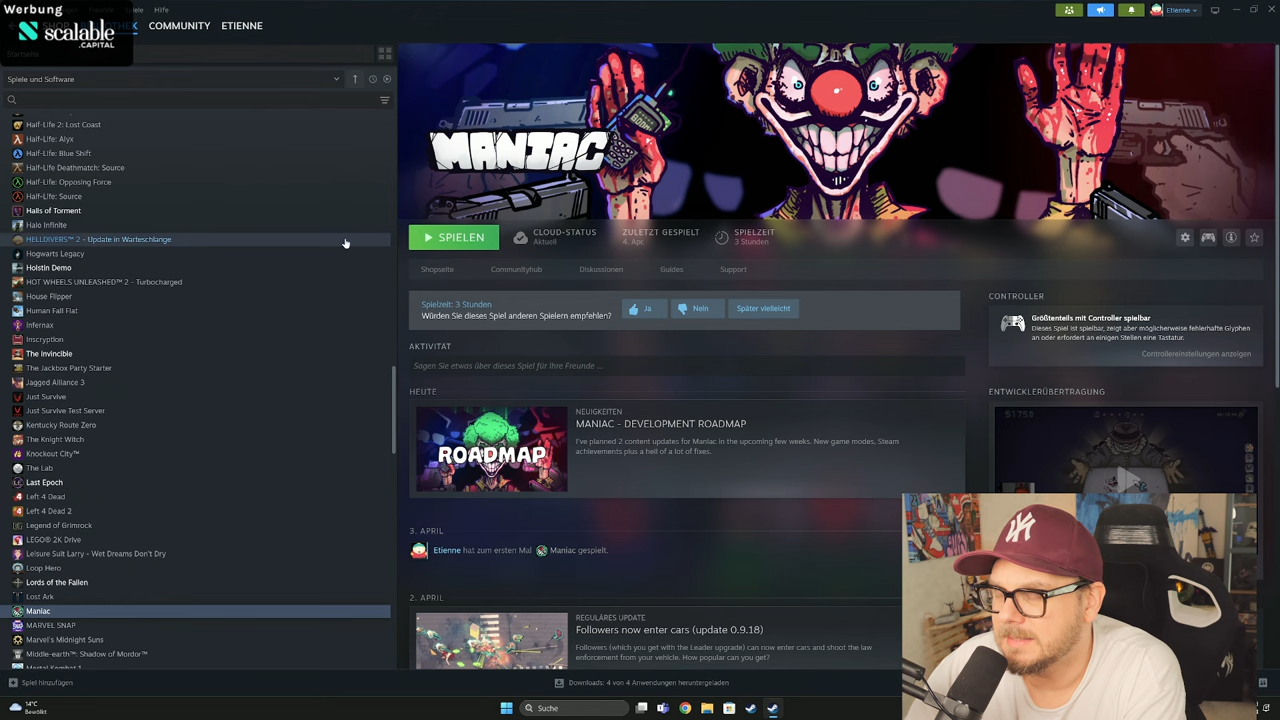 Werbung
scalable
.CAPITAL
Hilfe
COMMUNITY
ETIENNE
Etienne
Spiele und Software
Half-Life 2: Lost Coast
Half-Life: Alyx
Half-Life: Blue Shift
Half-Life Deathmatch: Source
Half-Life: Opposing Force
Half-Life: Source
Halls of Torment
Halo Infinite
HELLDIVERS™ 2 - Update in Warteschlange
Hogwarts Legacy
Holstin Demo
HOT WHEELS UNLEASHED™ 2 - Turbocharged
House Flipper
Human Fall Flat
Infernax
Inscryption
The Invincible
The Jackbox Party Starter
Jagged Alliance 3
Just Survive
Just Survive Test Server
Kentucky Route Zero
The Knight Witch
Knockout City™
The Lab
Last Epoch
Left 4 Dead
Left 4 Dead 2
Legend of Grimrock
LEGO® 2K Drive
Leisure Suit Larry - Wet Dreams Don't Dry
Loop Hero
Lords of the Fallen
Lost Ark
Maniac
MARVEL SNAP
Marvel's Midnight Suns
Middle-earth™: Shadow of Mordor™
Mortal Kombat 1
Spiel hinzufügen
MANIAC
BOOM!
SPIELEN
CLOUD-STATUS
Aktuell
ZULETZT GESPIELT
4. Apr.
SPIELZEIT
3 Stunden
Shopseite
Communityhub
Diskussionen
Guides
Support
Spielzeit: 3 Stunden
Würden Sie dieses Spiel anderen Spielern empfehlen?
Ja
Nein
Später vielleicht
AKTIVITÄT
Sagen Sie etwas über dieses Spiel für Ihre Freunde ...
HEUTE
ROADMAP
NEUIGKEITEN
MANIAC - DEVELOPMENT ROADMAP
I've planned 2 content updates for Maniac in the upcoming few weeks. New game modes, Steam
achievements plus a hell of a lot of fixes.
3. APRIL
Etienne hat zum ersten Mal Maniac gespielt.
2. APRIL
REGULÄRES UPDATE
Followers now enter cars (update 0.9.18)
Followers (which you get with the Leader upgrade) can now enter cars and shoot the law
enforcement from your vehicle. How popular can you get?
CONTROLLER
Größtenteils mit Controller spielbar
Dieses Spiel ist spielbar, zeigt aber möglicherweise fehlerhafte Glyphen
an oder erfordert an einigen Stellen eine Tastatur.
Controllereinstellungen anzeigen
ENTWICKLERÜBERTRAGUNG
$1750
Downloads: 4 von 4 Anwendungen heruntergeladen
14°C
Bewölkt
Suche